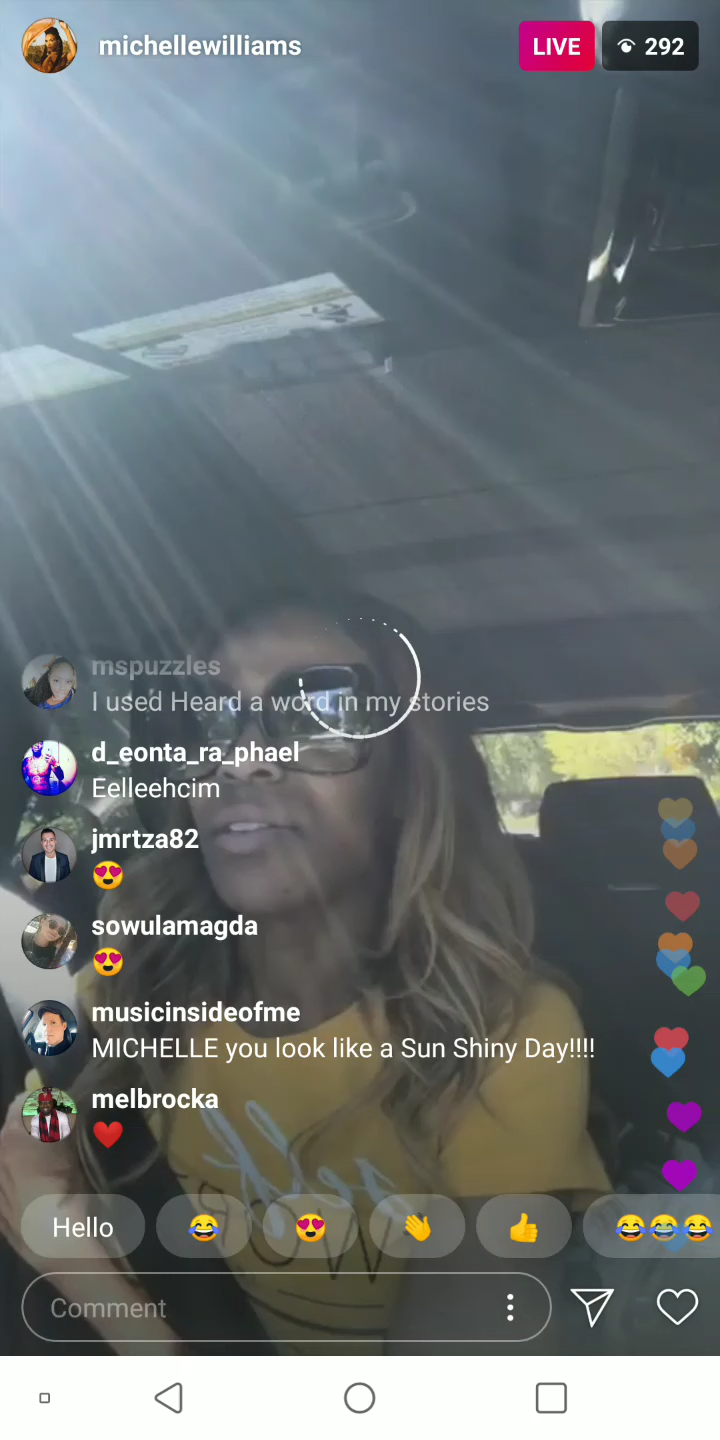 michellewilliams
LIVE
292
mspuzzles
I used Heard a word in my stories
d_eonta_ra_phael
Eelleehcim
jmrtza82
😍
sowulamagda
😍
musicinsideofme
MICHELLE you look like a Sun Shiny Day!!!!
melbrocka
❤️
Hello 😂 😍 👋 👍 😂😂😂
Comment